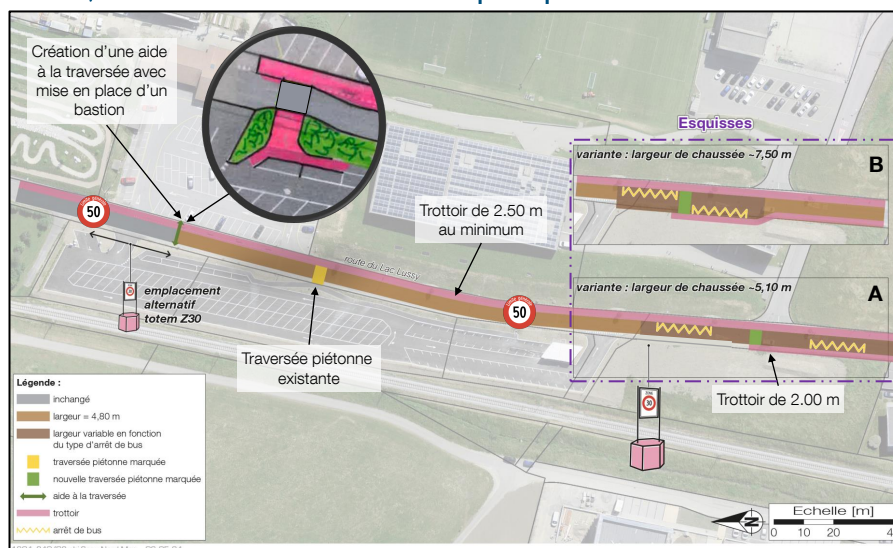 Création d'une aide
à la traversée avec
mise en place d'un
bastion
Esquisses
variante : largeur de chaussée ~7,50 m
B
Trottoir de 2.50 m
au minimum
50
route du Lac Lussy
variante : largeur de chaussée ~5,10 m
A
50
emplacement
alternatif
totem Z30
30
Traversée piétonne
existante
Trottoir de 2.00 m
30
Légende :
inchangé
largeur = 4,80 m
largeur variable en fonction
du type d'arrêt de bus
traversée piétonne marquée
nouvelle traversée piétonne marquée
aide à la traversée
trottoir
arrêt de bus
N
Echelle [m]
0 10 20